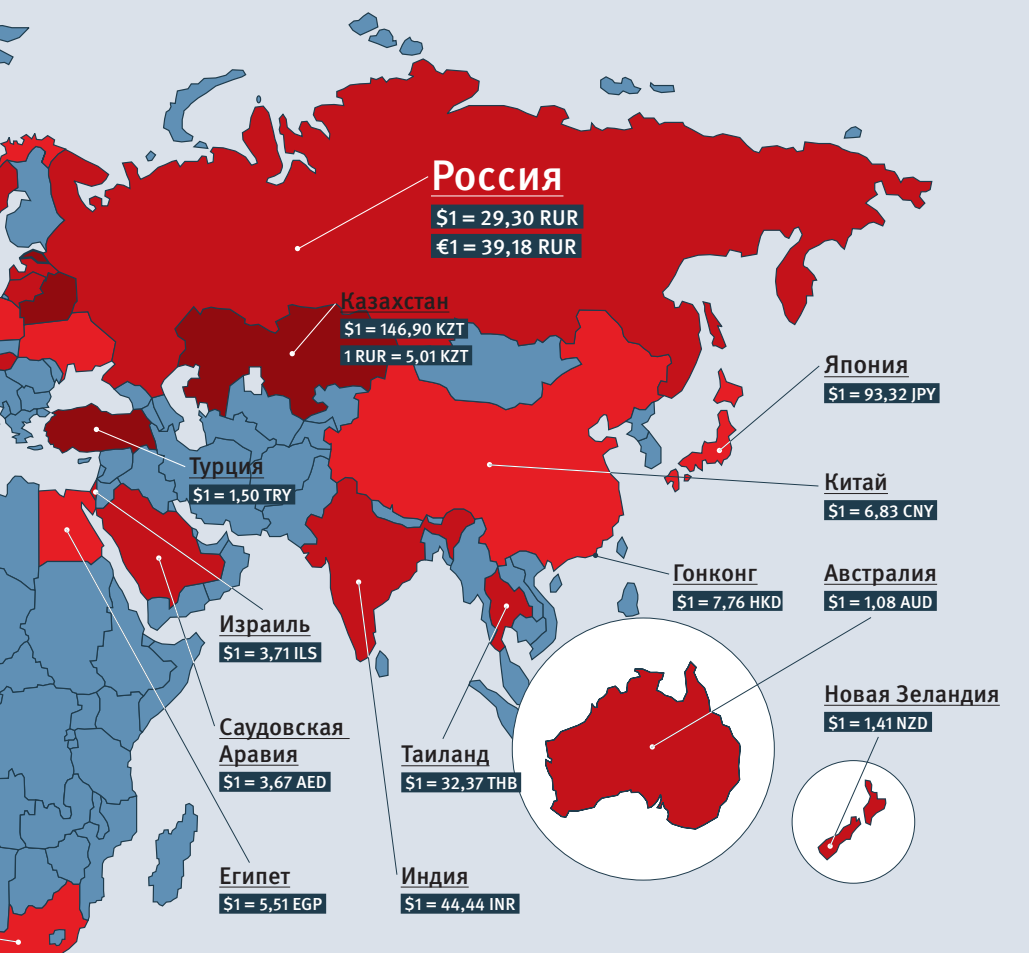 Россия
$1 = 29,30 RUR
€1 = 39,18 RUR
Казахстан
$1 = 146,90 KZT
1 RUR = 5,01 KZT
Япония
$1 = 93,32 JPY
Турция
$1 = 1,50 TRY
Китай
$1 = 6,83 CNY
Гонконг
$1 = 7,76 HKD
Австралия
$1 = 1,08 AUD
Израиль
$1 = 3,71 ILS
Новая Зеландия
$1 = 1,41 NZD
Саудовская
Аравия
$1 = 3,67 AED
Таиланд
$1 = 32,37 THB
Египет
$1 = 5,51 EGP
Индия
$1 = 44,44 INR